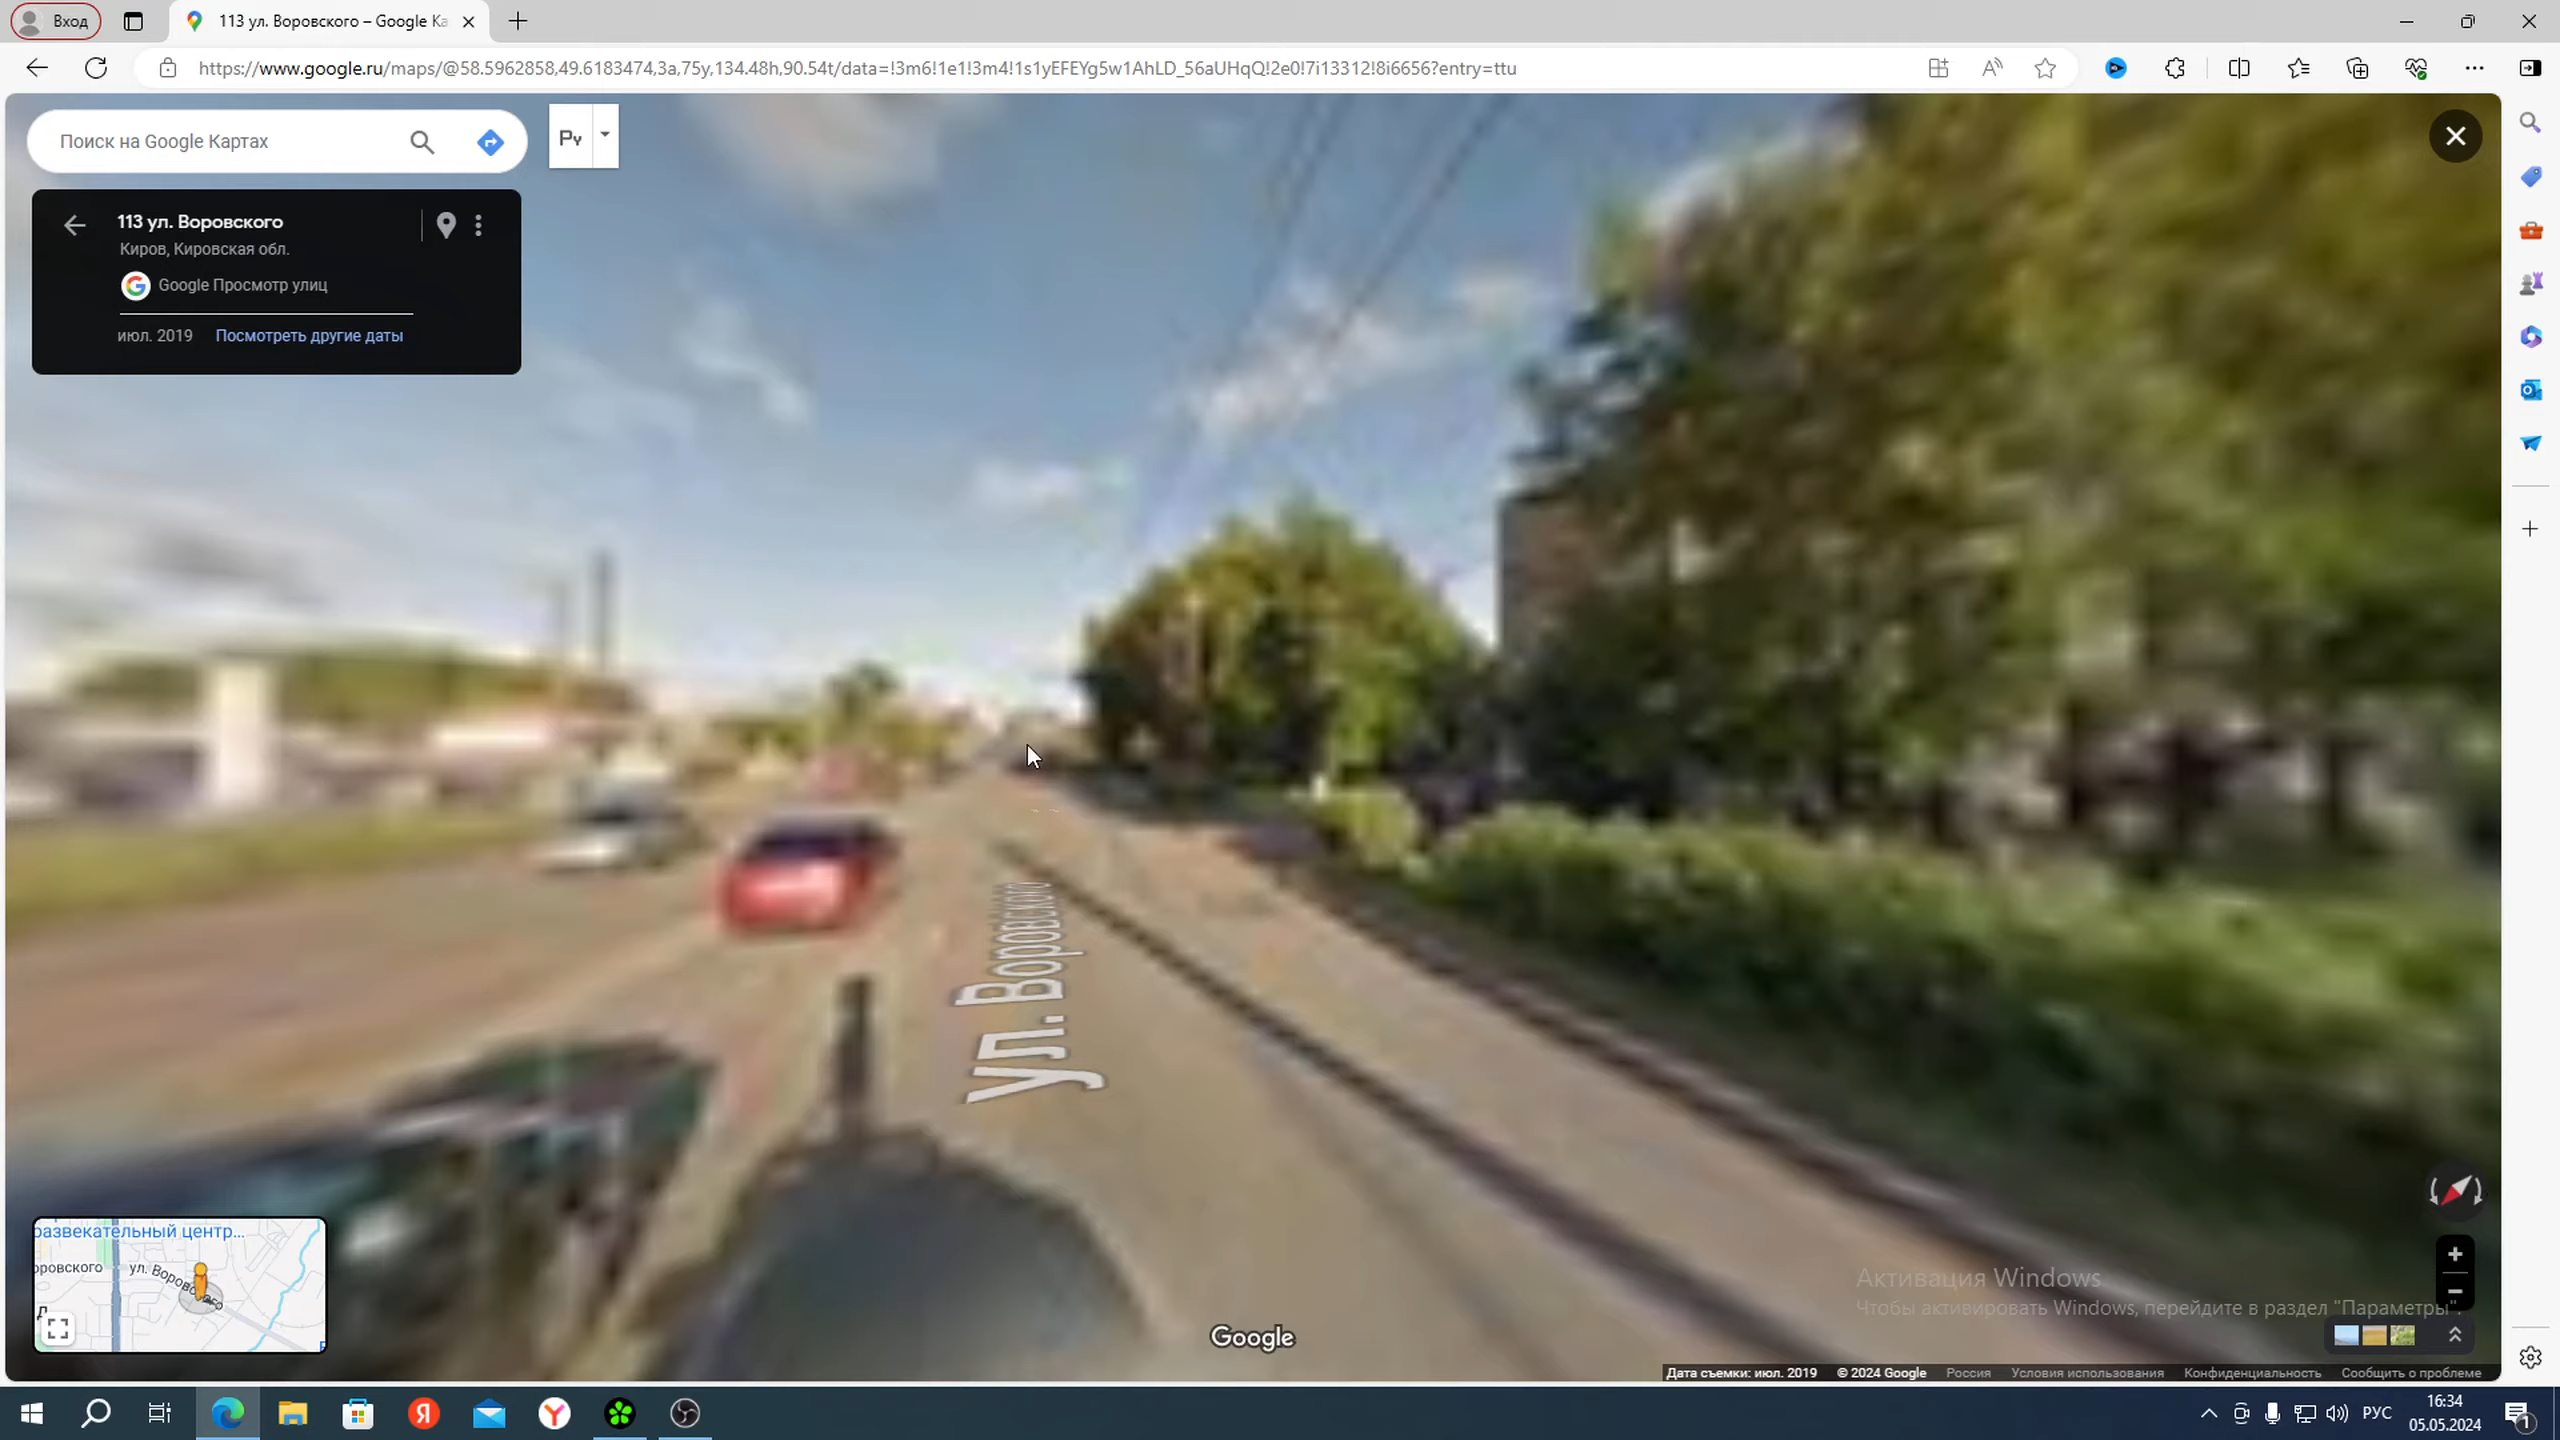 Вход
113 ул. Воровского – Google Ка
https://www.google.ru/maps/@58.5962858,49.6183474,3a,75y,134.48h,90.54t/data=!3m6!1e1!3m4!1s1yEFEYg5w1AhLD_56aUHqQ!2e0!7i13312!8i6656?entry=ttu
Поиск на Google Картах
113 ул. Воровского
Киров, Кировская обл.
Google Просмотр улиц
июл. 2019 Посмотреть другие даты
ул. Воровского
развекательный центр...
оровского
ул. Воровского
Активация Windows
Чтобы активировать Windows, перейдите в раздел "Параметры".
Google
Дата съемки: июл. 2019 © 2024 Google Россия Условия использования Конфиденциальность Сообщить о проблеме
РУС
16:34
05.05.2024
1